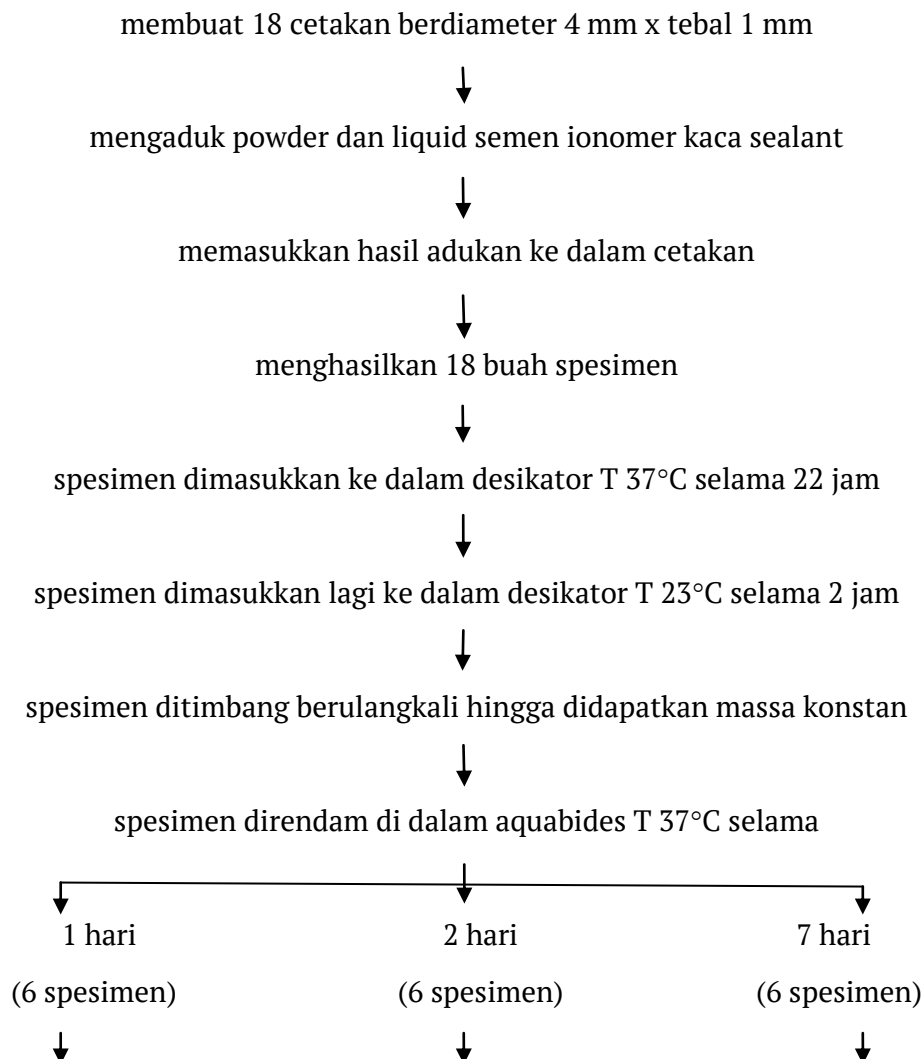 membuat 18 cetakan berdiameter 4 mm x tebal 1 mm
mengaduk powder dan liquid semen ionomer kaca sealant
memasukkan hasil adukan ke dalam cetakan
menghasilkan 18 buah spesimen
spesimen dimasukkan ke dalam desikator T 37°C selama 22 jam
spesimen dimasukkan lagi ke dalam desikator T 23°C selama 2 jam
spesimen ditimbang berulangkali hingga didapatkan massa konstan
spesimen direndam di dalam aquabides T 37°C selama
1 hari 2 hari 7 hari
(6 spesimen) (6 spesimen) (6 spesimen)